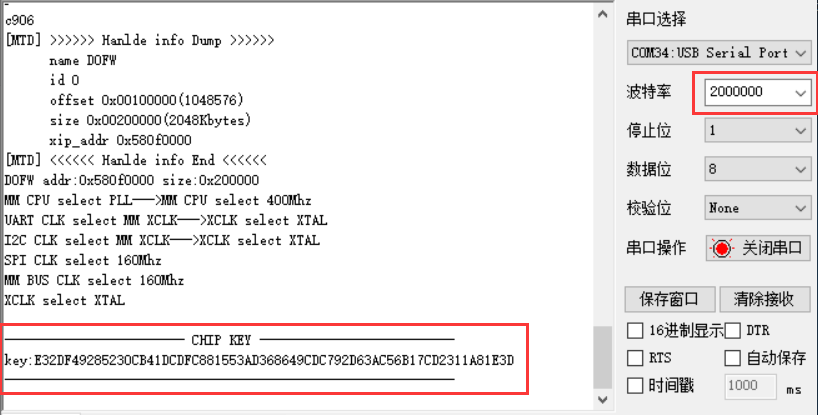 c906
[MTD] >>>>>> Hanlde info Dump >>>>>>
name DOFW
id 0
offset 0x00100000(1048576)
size 0x00200000(2048Kbytes)
xip_addr 0x580f0000
[MTD] <<<<<< Hanlde info End <<<<<<
DOFW addr:0x580f0000 size:0x200000
MM CPU select PLL--->MM CPU select 400Mhz
UART CLK select MM XCLK--->XCLK select XTAL
I2C CLK select MM XCLK--->XCLK select XTAL
SPI CLK select 160Mhz
MM BUS CLK select 160Mhz
XCLK select XTAL
CHIP KEY
key:E32DF49285230CB41DCDFC881553AD368649CDC792D63AC56B17CD2311A81E3D
串口选择
COM34:USB Serial Port
波特率 2000000
停止位 1
数据位 8
校验位 None
串口操作 关闭串口
保存窗口 清除接收
16进制显示 DTR
RTS 自动保存
时间戳 1000 ms